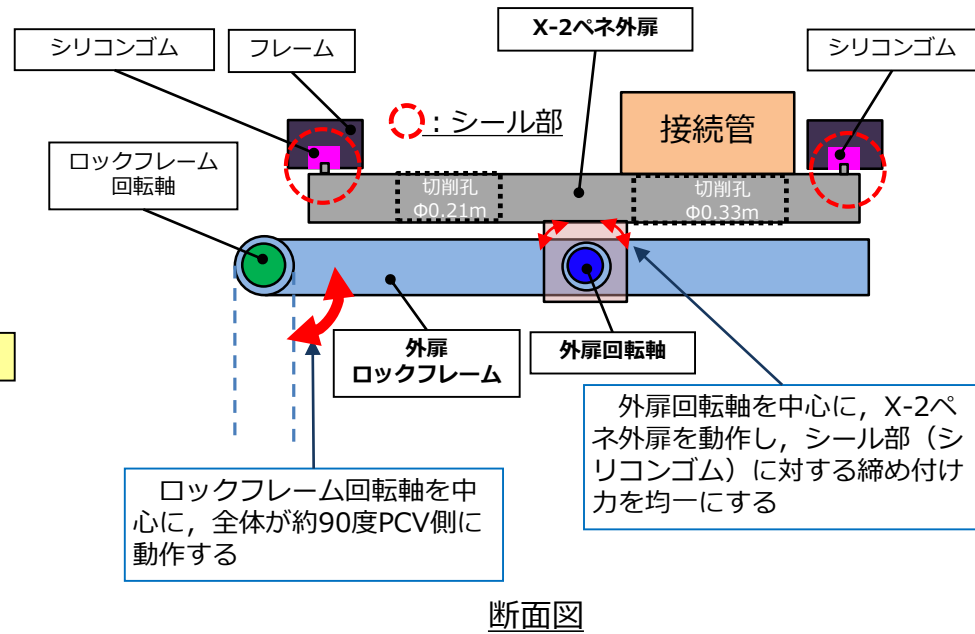 シリコンゴム
フレーム
X-2ペネ外扉
シリコンゴム
：シール部
接続管
ロックフレーム
回転軸
切削孔
Φ0.21m
切削孔
Φ0.33m
外扉
ロックフレーム
外扉回転軸
外扉回転軸を中心に，X-2ペ
ネ外扉を動作し，シール部（シ
リコンゴム）に対する締め付け
力を均一にする
ロックフレーム回転軸を中
心に，全体が約90度PCV側に
動作する
断面図